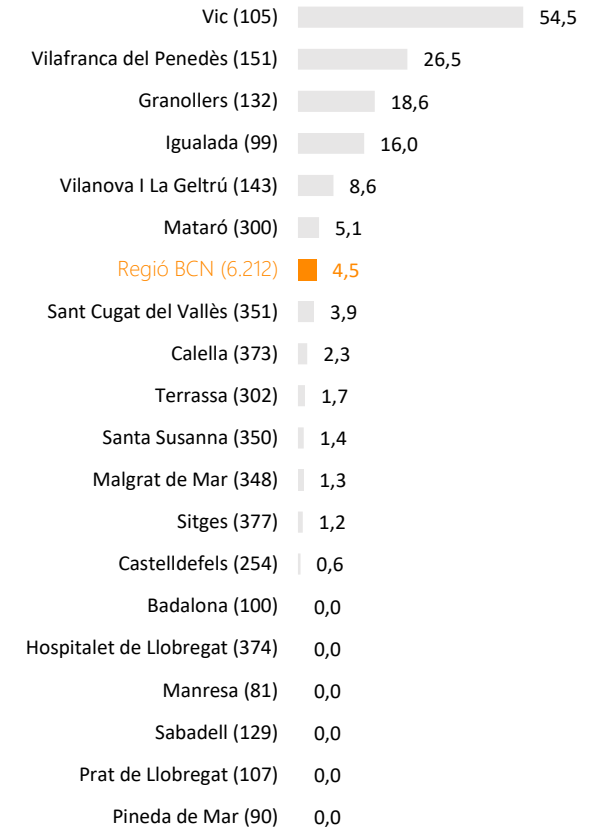 Vic (105) 54,5
Vilafranca del Penedès (151) 26,5
Granollers (132) 18,6
Igualada (99) 16,0
Vilanova I La Geltrú (143) 8,6
Mataró (300) 5,1
Regió BCN (6.212) 4,5
Sant Cugat del Vallès (351) 3,9
Calella (373) 2,3
Terrassa (302) 1,7
Santa Susanna (350) 1,4
Malgrat de Mar (348) 1,3
Sitges (377) 1,2
Castelldefels (254) 0,6
Badalona (100) 0,0
Hospitalet de Llobregat (374) 0,0
Manresa (81) 0,0
Sabadell (129) 0,0
Prat de Llobregat (107) 0,0
Pineda de Mar (90) 0,0